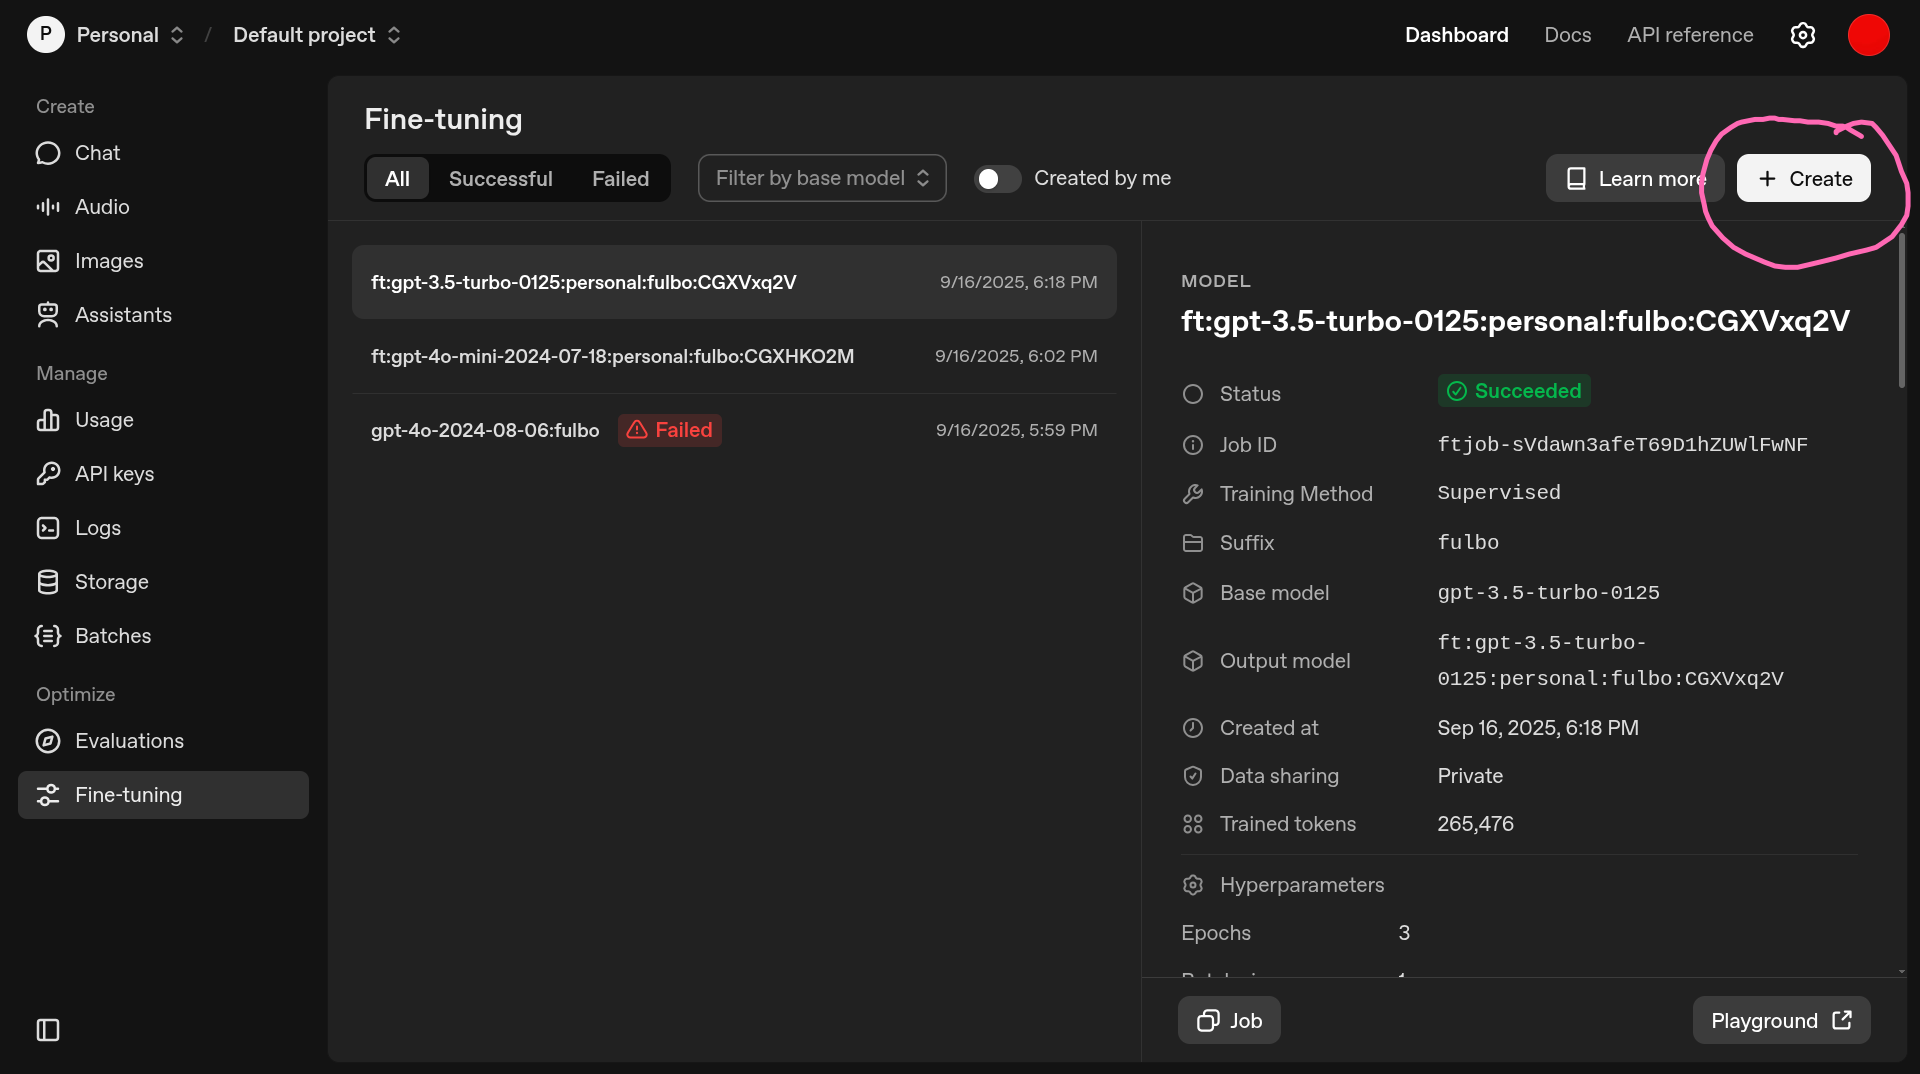 P Personal / Default project Dashboard Docs API reference
Create
Chat
Audio
Images
Assistants
Manage
Usage
API keys
Logs
Storage
Batches
Optimize
Evaluations
Fine-tuning
Fine-tuning
All Successful Failed Filter by base model Created by me Learn more + Create
ft:gpt-3.5-turbo-0125:personal:fulbo:CGXVxq2V 9/16/2025, 6:18 PM
ft:gpt-4o-mini-2024-07-18:personal:fulbo:CGXHKO2M 9/16/2025, 6:02 PM
gpt-4o-2024-08-06:fulbo Failed 9/16/2025, 5:59 PM
MODEL
ft:gpt-3.5-turbo-0125:personal:fulbo:CGXVxq2V
Status Succeeded
Job ID ftjob-sVdawn3afeT69D1hZUWlFwNF
Training Method Supervised
Suffix fulbo
Base model gpt-3.5-turbo-0125
Output model ft:gpt-3.5-turbo-
0125:personal:fulbo:CGXVxq2V
Created at Sep 16, 2025, 6:18 PM
Data sharing Private
Trained tokens 265,476
Hyperparameters
Epochs 3
Job Playground